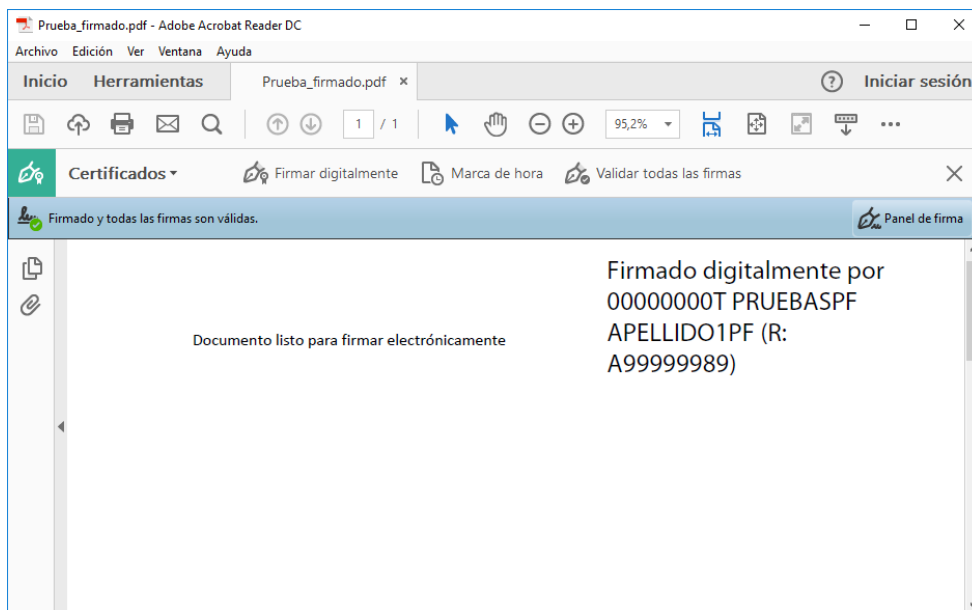 Prueba_firmado.pdf - Adobe Acrobat Reader DC
Archivo Edición Ver Ventana Ayuda
Inicio Herramientas Prueba_firmado.pdf × ? Iniciar sesión
1 / 1 95,2%
Certificados Firmar digitalmente Marca de hora Validar todas las firmas
Firmado y todas las firmas son válidas. Panel de firma
Documento listo para firmar electrónicamente
Firmado digitalmente por
00000000T PRUEBASPF
APELLIDO1PF (R:
A99999989)